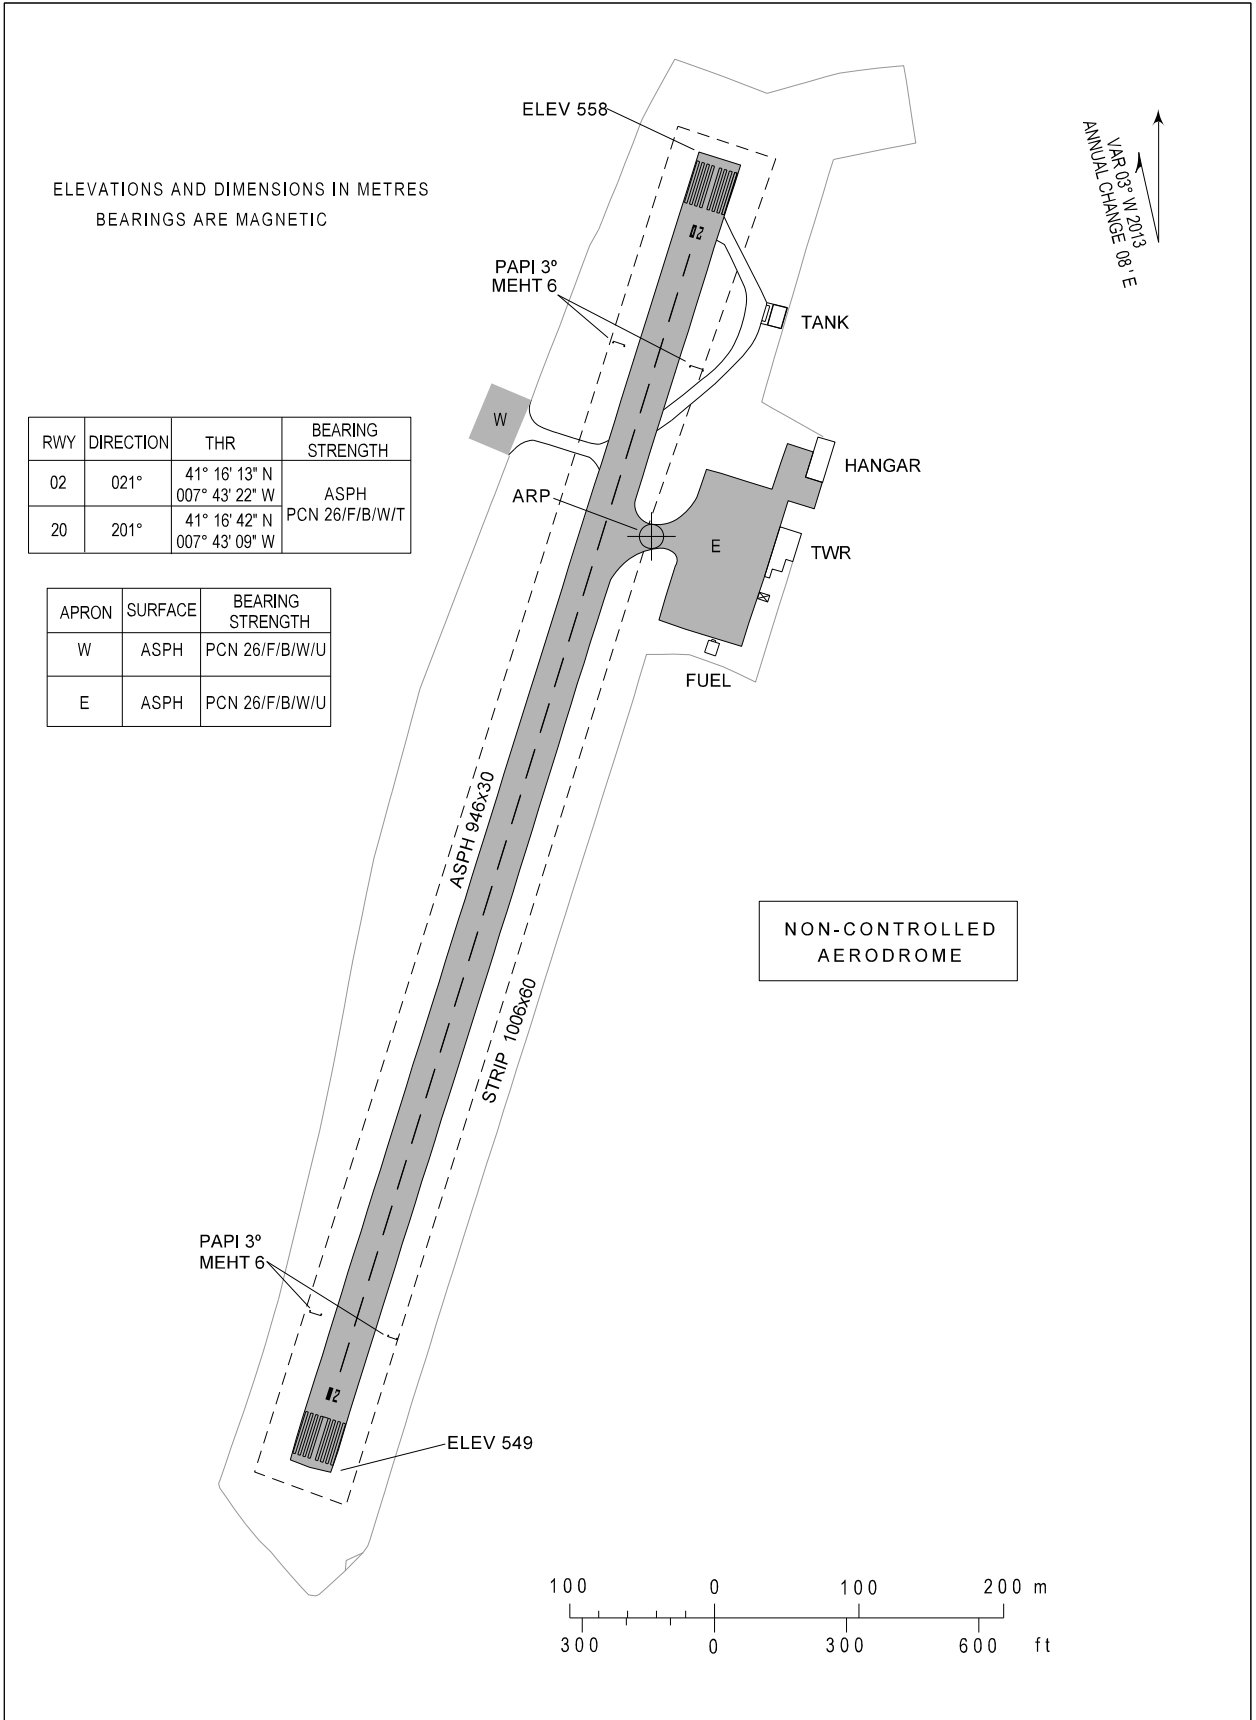 ELEV 558
VAR 03° W 2013
ANNUAL CHANGE 08 ' E
ELEVATIONS AND DIMENSIONS IN METRES
BEARINGS ARE MAGNETIC
02
PAPI 3º
MEHT 6
TANK
RWY DIRECTION THR BEARING STRENGTH
02 021° 41° 16' 13" N 007° 43' 22" W ASPH PCN 26/F/B/W/T
20 201° 41° 16' 42" N 007° 43' 09" W
W
HANGAR
ARP
E
TWR
APRON SURFACE BEARING STRENGTH
W ASPH PCN 26/F/B/W/U
E ASPH PCN 26/F/B/W/U
FUEL
ASPH 946x30
NON-CONTROLLED
AERODROME
STRIP 1006x60
PAPI 3º
MEHT 6
02
ELEV 549
100 0 100 200 m
300 0 300 600 ft